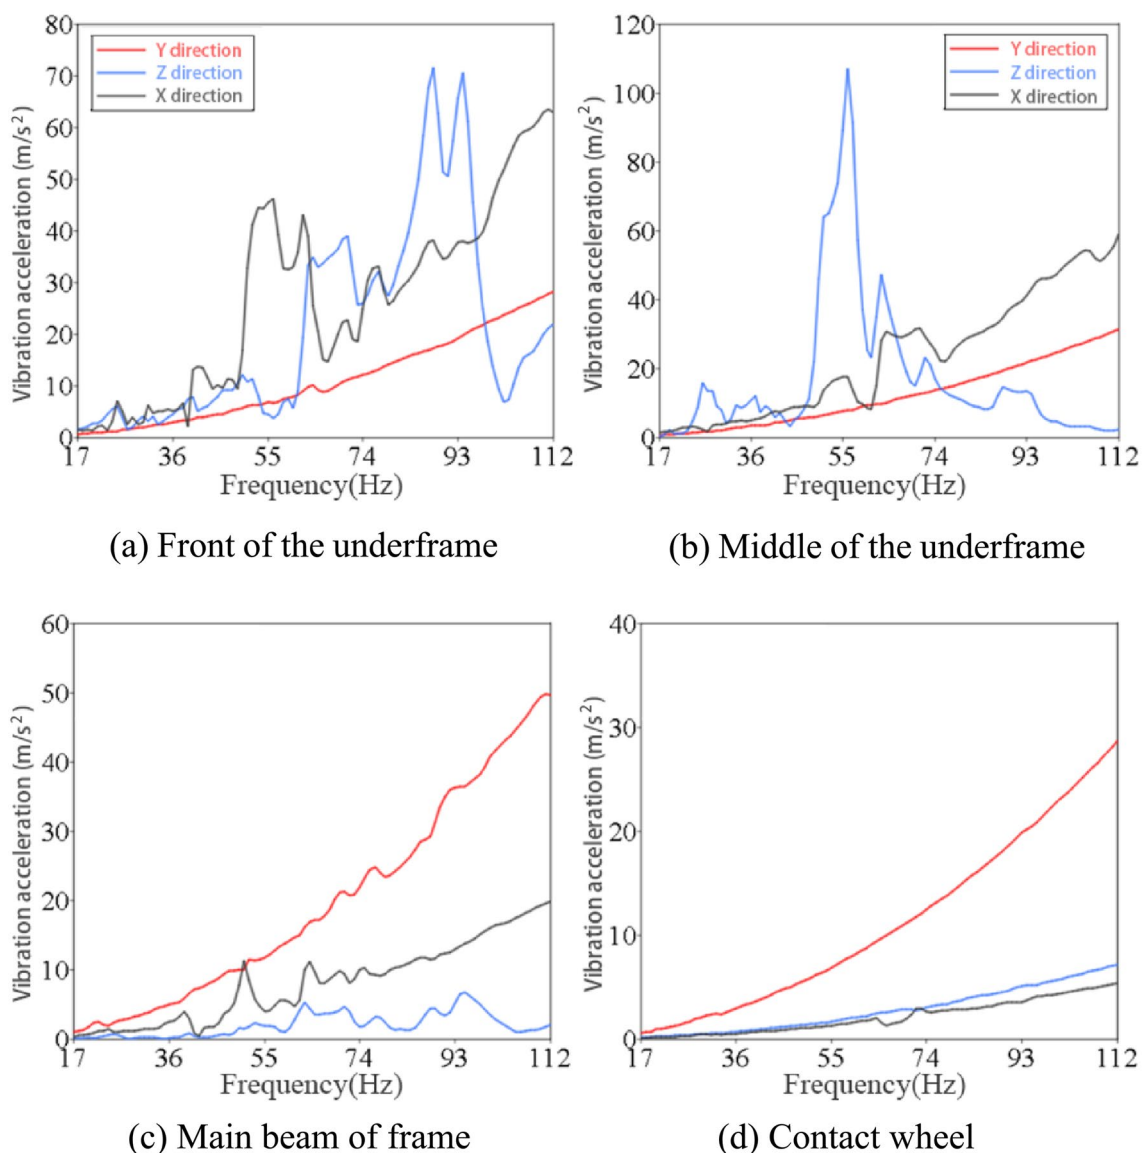 80
70
60
50
40
30
20
10
0
Vibration acceleration (m/s²)
Y direction
Z direction
X direction
17 36 55 74 93 112
Frequency(Hz)
(a) Front of the underframe
120
100
80
60
40
20
0
Vibration acceleration (m/s²)
Y direction
Z direction
X direction
17 36 55 74 93 112
Frequency(Hz)
(b) Middle of the underframe
60
50
40
30
20
10
0
Vibration acceleration (m/s²)
17 36 55 74 93 112
Frequency(Hz)
(c) Main beam of frame
40
30
20
10
0
Vibration acceleration (m/s²)
17 36 55 74 93 112
Frequency(Hz)
(d) Contact wheel